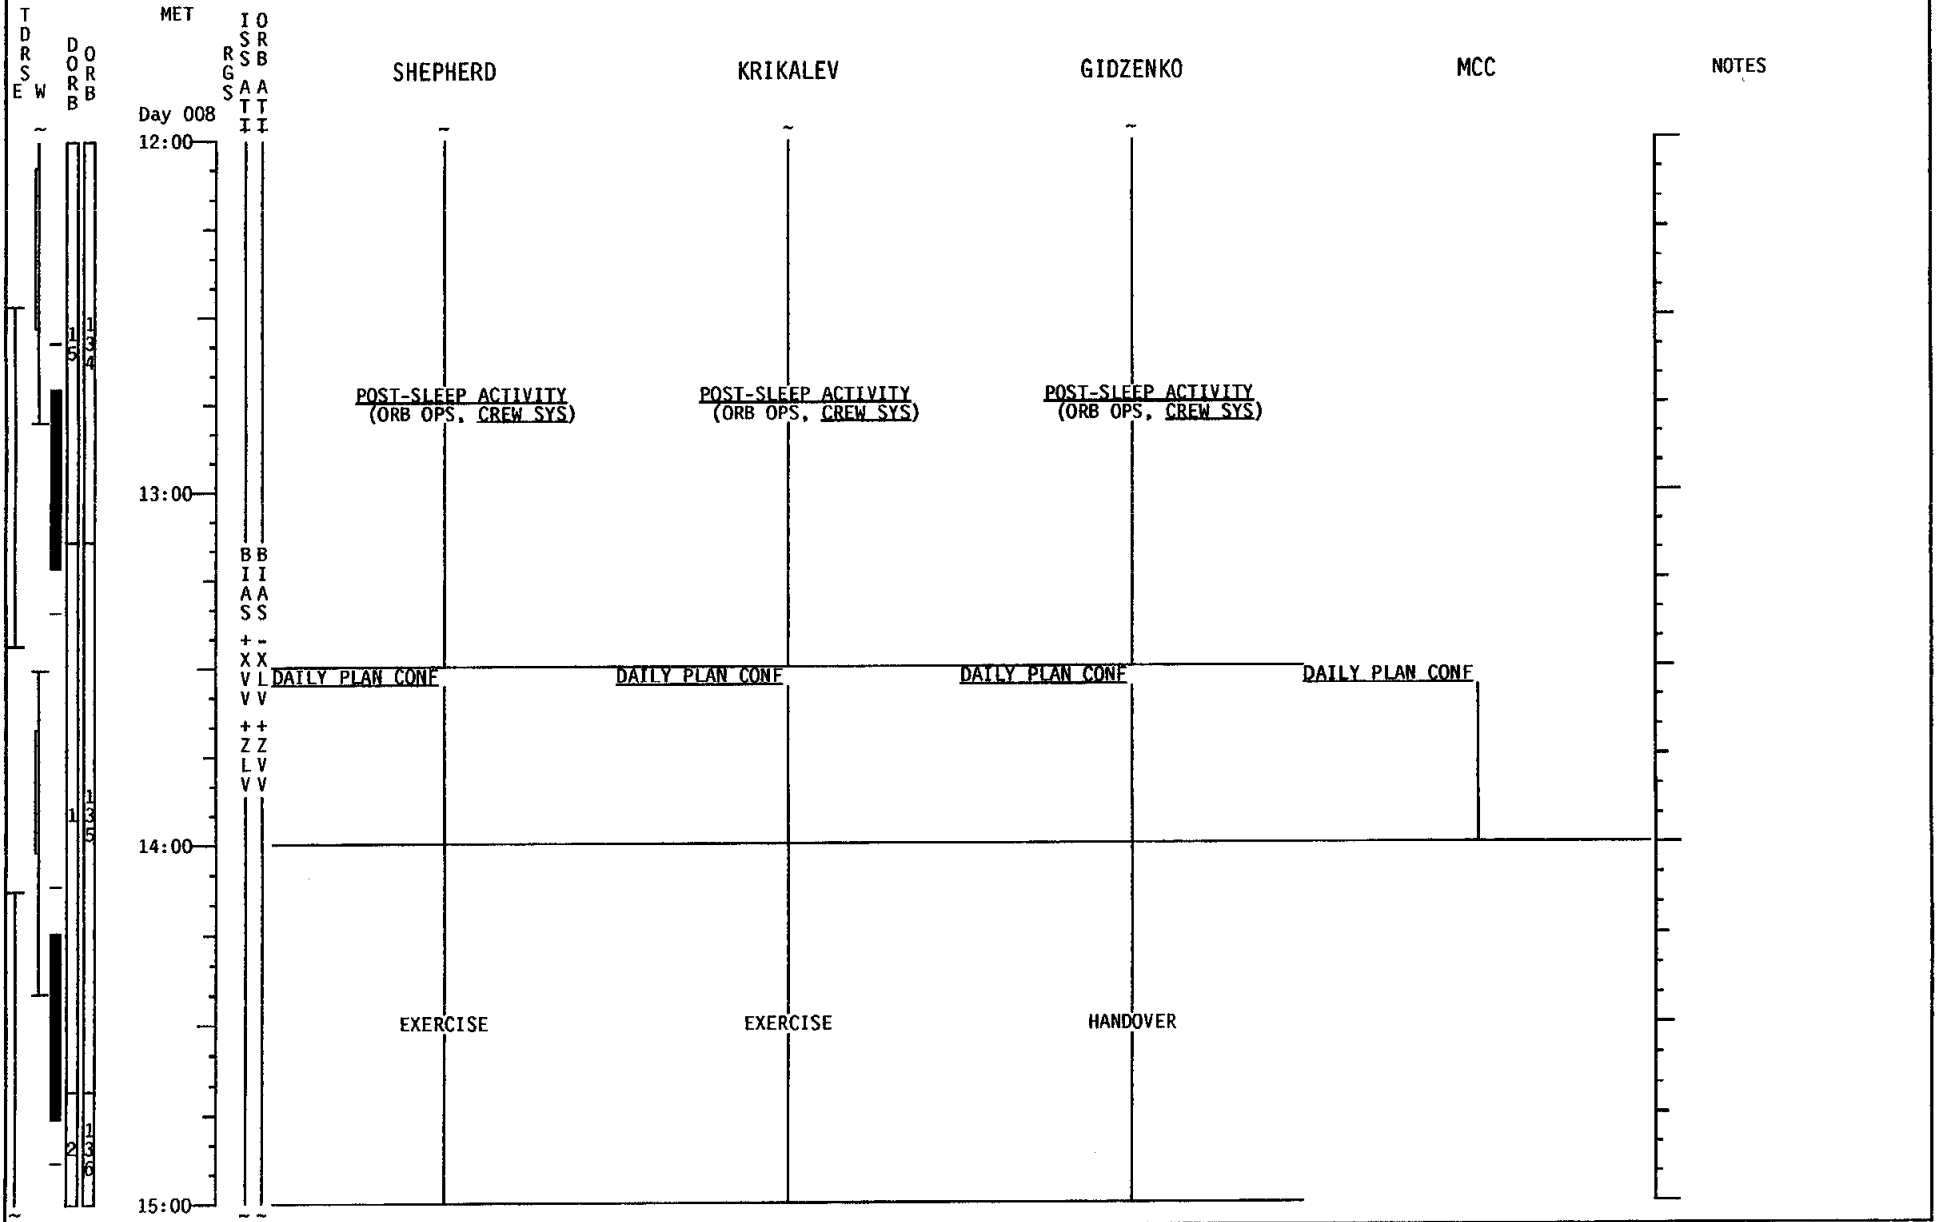 TDRS
E W
DORB
ORB
MET
RGS
ISS ATT
ORB ATT
SHEPHERD
KRIKALEV
GIDZENKO
MCC
NOTES
Day 008
12:00
15
134
POST-SLEEP ACTIVITY
(ORB OPS, CREW SYS)
POST-SLEEP ACTIVITY
(ORB OPS, CREW SYS)
POST-SLEEP ACTIVITY
(ORB OPS, CREW SYS)
13:00
BIAS +XVV +ZLV
BIAS -XLV +ZVV
DAILY PLAN CONF
DAILY PLAN CONF
DAILY PLAN CONF
DAILY PLAN CONF
1
135
14:00
EXERCISE
EXERCISE
HANDOVER
2
136
15:00